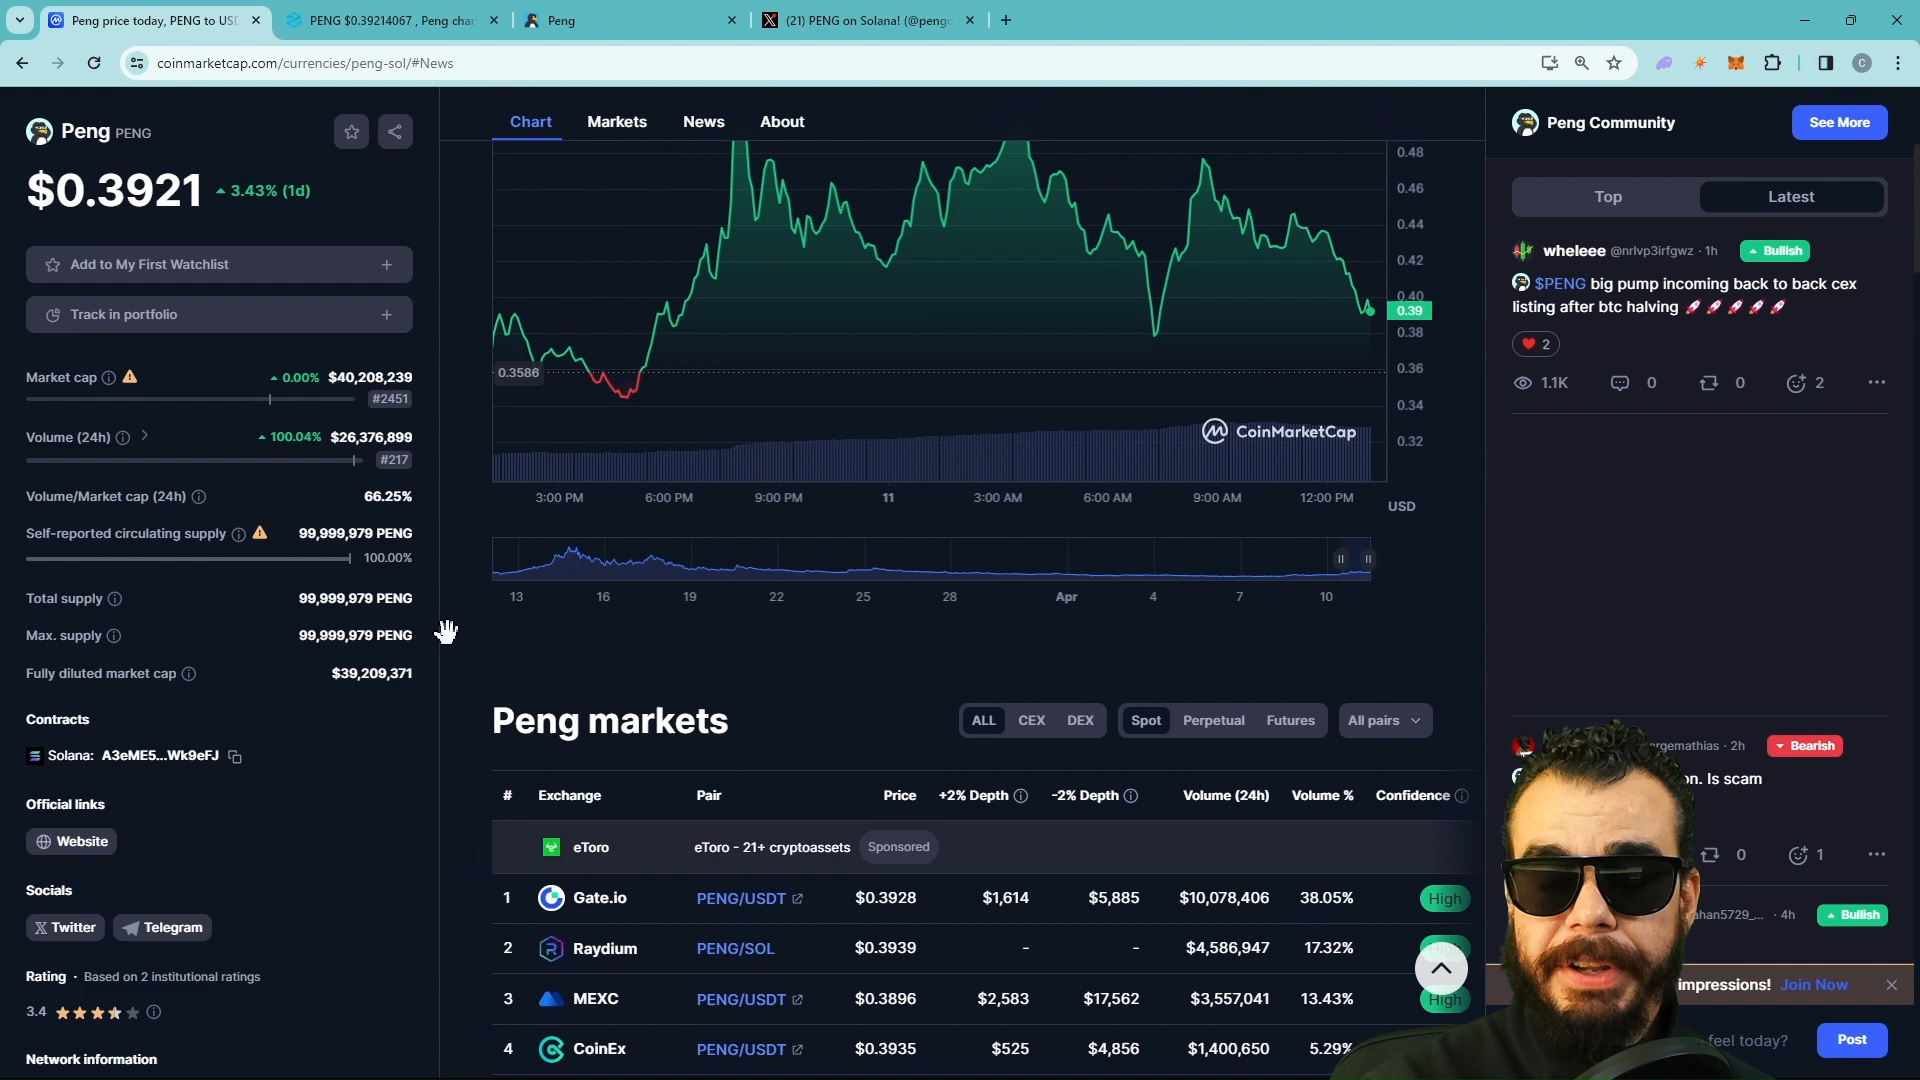 Peng price today, PENG to US
PENG $0.39214067 , Peng char
Peng
(21) PENG on Solana! (@pengo
coinmarketcap.com/currencies/peng-sol/#News
C
Peng PENG
$0.3921 3.43% (1d)
Add to My First Watchlist
Track in portfolio
Market cap 0.00% $40,208,239
#2451
Volume (24h) 100.04% $26,376,899
#217
Volume/Market cap (24h) 66.25%
Self-reported circulating supply 99,999,979 PENG
100.00%
Total supply 99,999,979 PENG
Max. supply 99,999,979 PENG
Fully diluted market cap $39,209,371
Contracts
Solana: A3eME5...Wk9eFJ
Official links
Website
Socials
Twitter Telegram
Rating · Based on 2 institutional ratings
3.4
Network information
Chart Markets News About
0.48
0.46
0.44
0.42
0.40
0.39
0.38
0.36
0.34
0.32
0.3586
CoinMarketCap
3:00 PM 6:00 PM 9:00 PM 11 3:00 AM 6:00 AM 9:00 AM 12:00 PM
USD
13 16 19 22 25 28 Apr 4 7 10
Peng markets
ALL CEX DEX Spot Perpetual Futures All pairs
# Exchange Pair Price +2% Depth -2% Depth Volume (24h) Volume % Confidence
eToro eToro - 21+ cryptoassets Sponsored
1 Gate.io PENG/USDT $0.3928 $1,614 $5,885 $10,078,406 38.05% High
2 Raydium PENG/SOL $0.3939 - - $4,586,947 17.32%
3 MEXC PENG/USDT $0.3896 $2,583 $17,562 $3,557,041 13.43% High
4 CoinEx PENG/USDT $0.3935 $525 $4,856 $1,400,650 5.29%
Peng Community
See More
Top Latest
wheleee @nrlvp3irfgwz · 1h Bullish
$PENG big pump incoming back to back cex
listing after btc halving 🚀🚀🚀🚀🚀
❤️ 2
1.1K 0 0 2
rgemathias · 2h Bearish
on. Is scam
0 1
ahan5729_... · 4h Bullish
impressions! Join Now
feel today?
Post